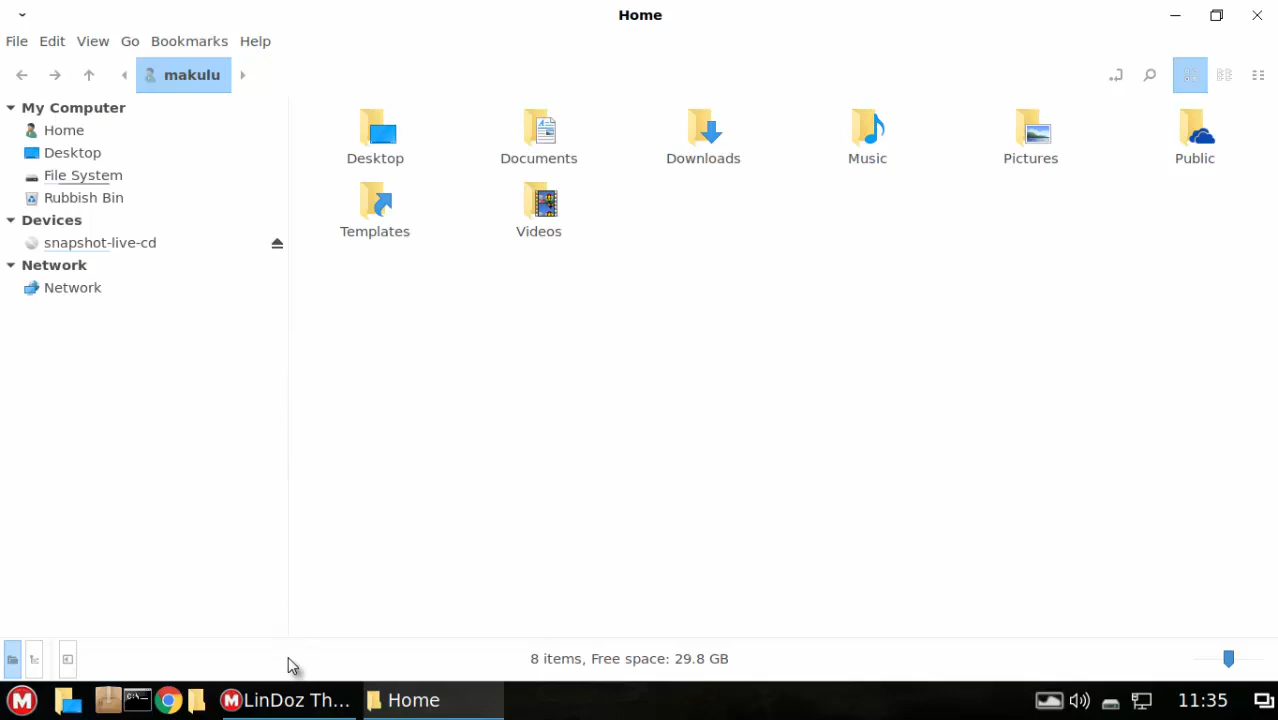 Home
File Edit View Go Bookmarks Help
makulu
My Computer
Home
Desktop
File System
Rubbish Bin
Devices
snapshot-live-cd
Network
Network
Desktop Documents Downloads Music Pictures Public
Templates Videos
8 items, Free space: 29.8 GB
M M LinDoz Th... Home 11:35